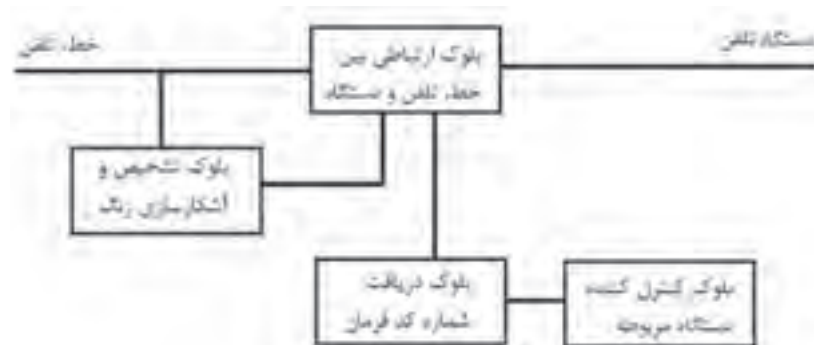 خط تلفن
دستگاه تلفن
بلوک ارتباطی بین
خط تلفن و دستگاه
بلوک تشخیص و
آشکارسازی زنگ
بلوک دریافت
شماره کد فرمان
بلوک کنترل کننده
دستگاه مربوطه